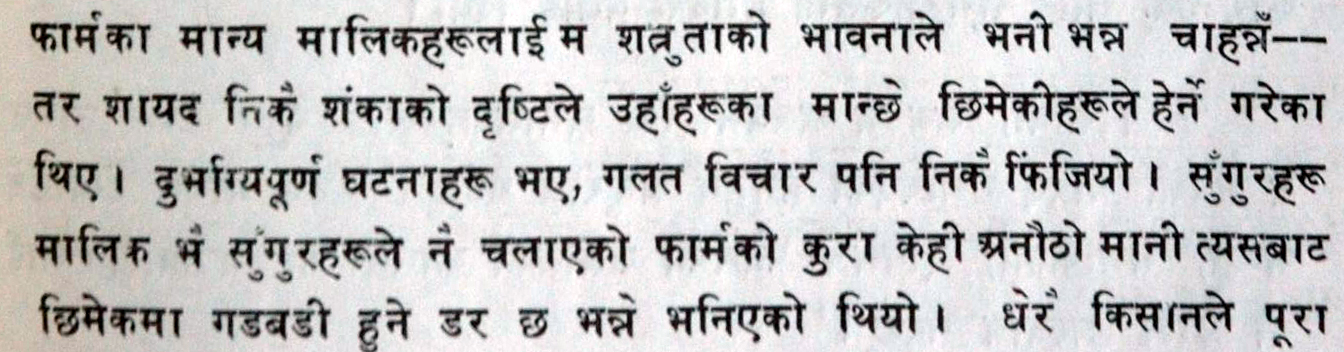 फार्मका मान्य मालिकहरूलाई म शत्रुताको भावनाले भनी भन्न चाहन्नँ——
तर शायद निकै शंकाको दृष्टिले उहाँहरूका मान्छे छिमेकीहरूले हेर्ने गरेका
थिए। दुर्भाग्यपूर्ण घटनाहरू भए, गलत विचार पनि निकै फिंजियो। सुँगुरहरू
मालिक भै सुँगुरहरूले नै चलाएको फार्मको कुरा केही अनौठो मानी त्यसबाट
छिमेकमा गडबडी हुने डर छ भन्ने भनिएको थियो। धेरै किसानले पूरा